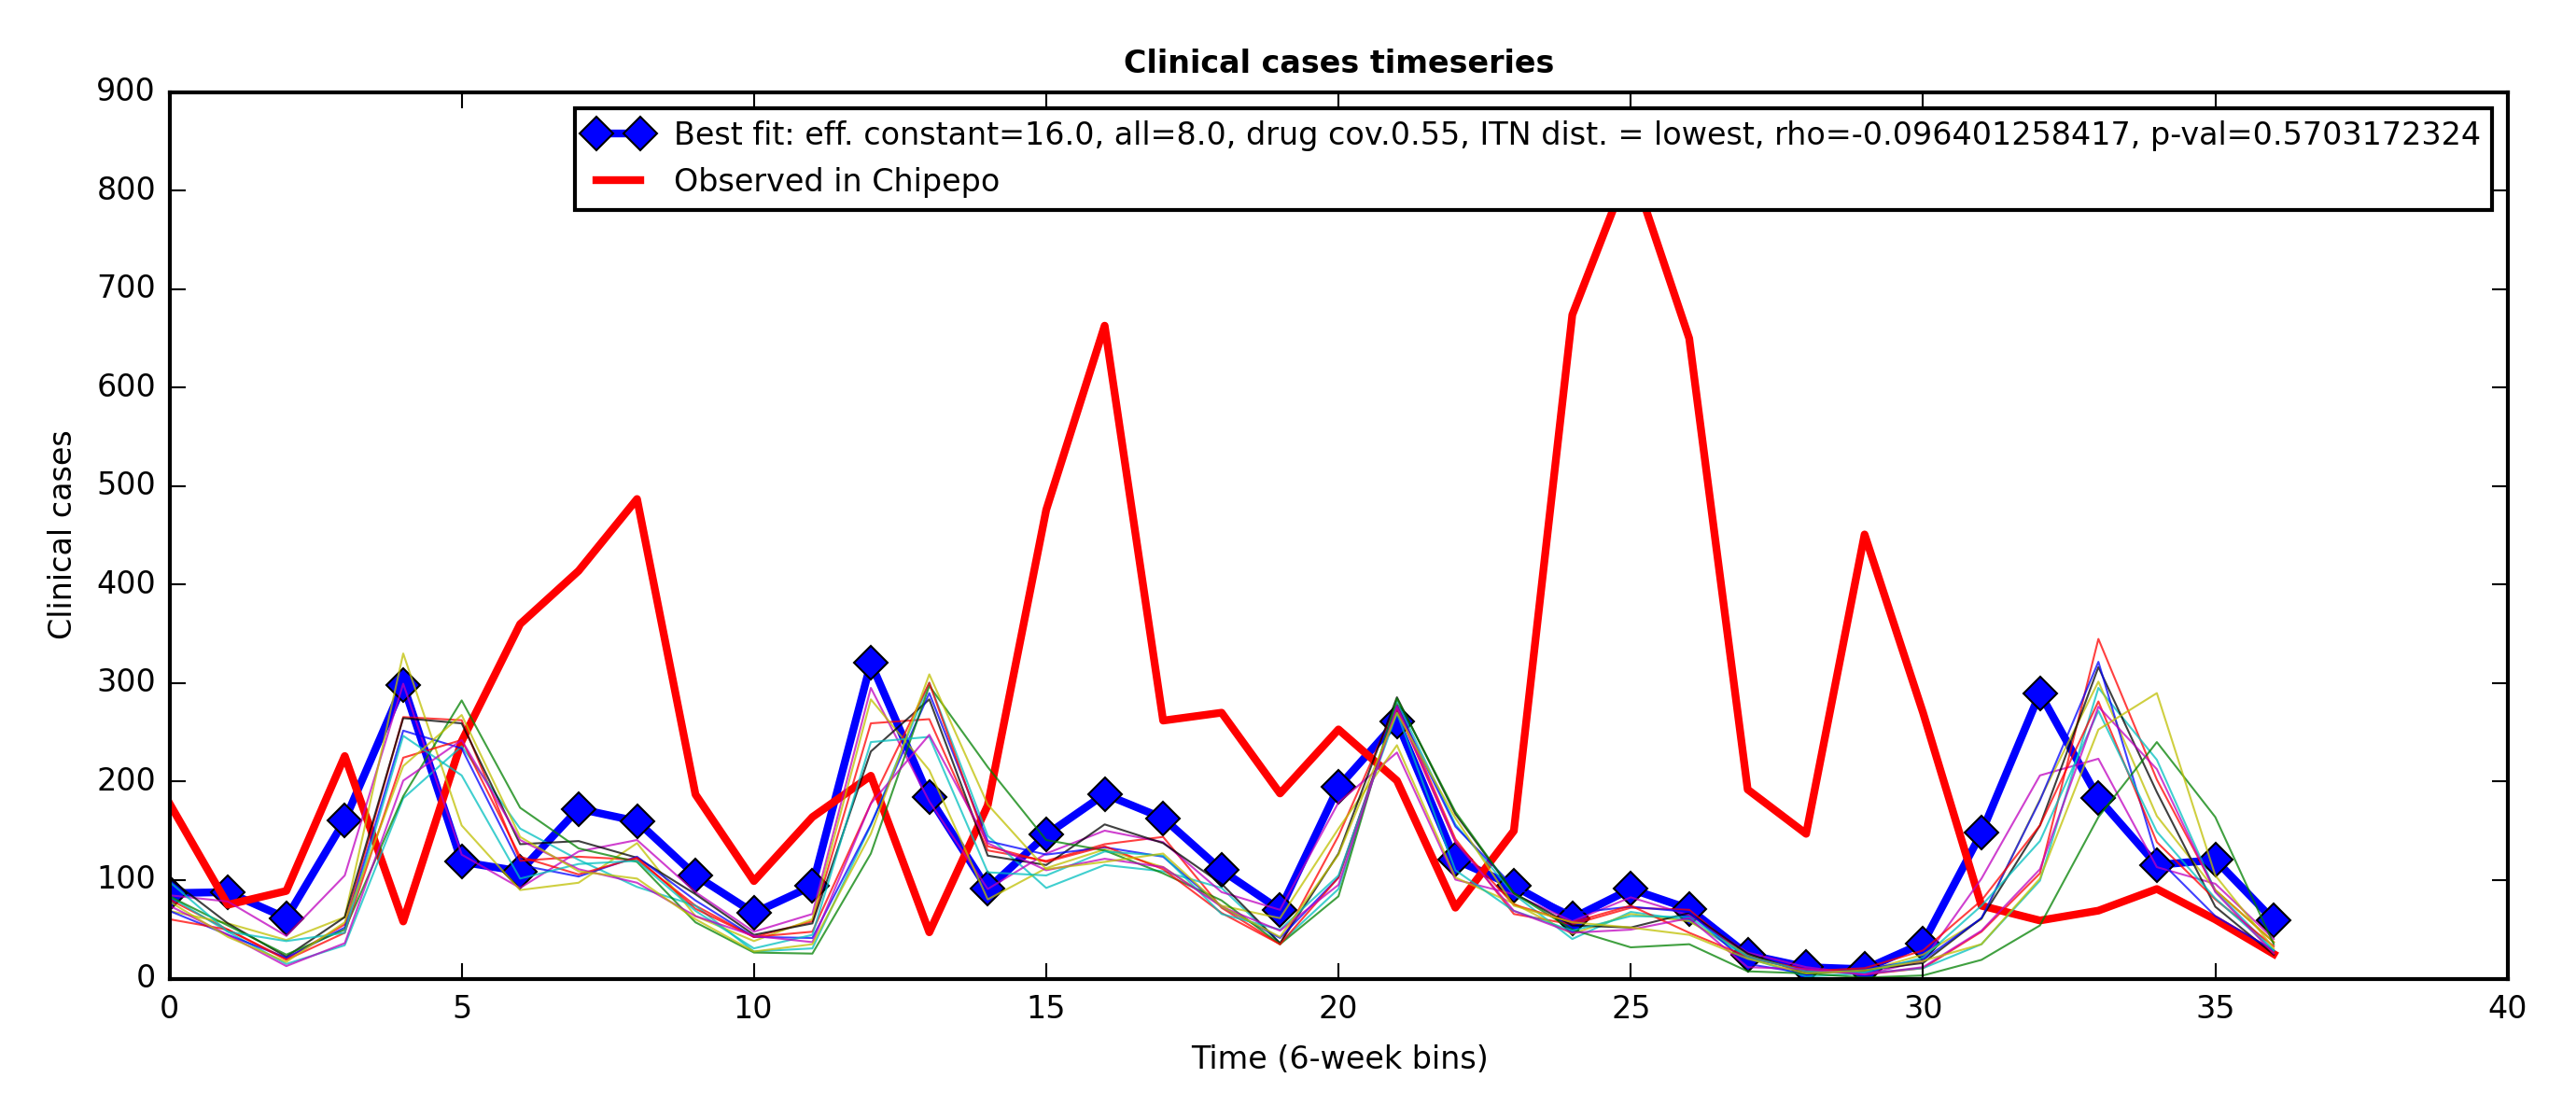 Clinical cases timeseries
Best fit: eff. constant=16.0, all=8.0, drug cov.0.55, ITN dist. = lowest, rho=-0.096401258417, p-val=0.5703172324
Observed in Chipepo
Clinical cases
900
800
700
600
500
400
300
200
100
0
0 5 10 15 20 25 30 35 40
Time (6-week bins)